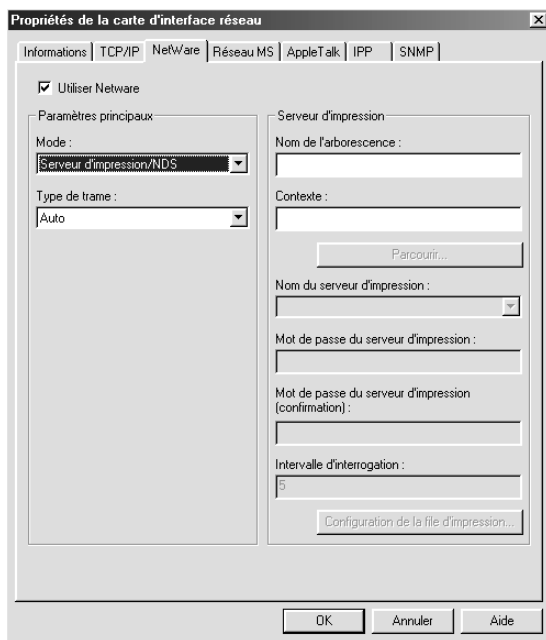 Propriétés de la carte d'interface réseau
Informations TCP/IP NetWare Réseau MS AppleTalk IPP SNMP
Utiliser Netware
Paramètres principaux
Mode :
Serveur d'impression/NDS
Type de trame :
Auto
Serveur d'impression
Nom de l'arborescence :
Contexte :
Parcourir...
Nom du serveur d'impression :
Mot de passe du serveur d'impression :
Mot de passe du serveur d'impression
(confirmation) :
Intervalle d'interrogation :
5
Configuration de la file d'impression...
OK Annuler Aide